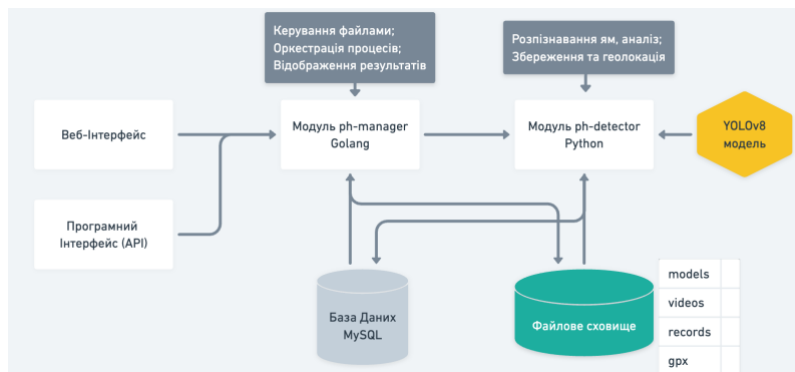 Керування файлами;
Оркестрація процесів;
Відображення результатів
Розпізнавання ям, аналіз;
Збереження та геолокація
Веб-Інтерфейс
Модуль ph-manager
Golang
Модуль ph-detector
Python
YOLOv8
модель
Програмний
Інтерфейс (API)
База Даних
MySQL
Файлове сховище
models
videos
records
gpx